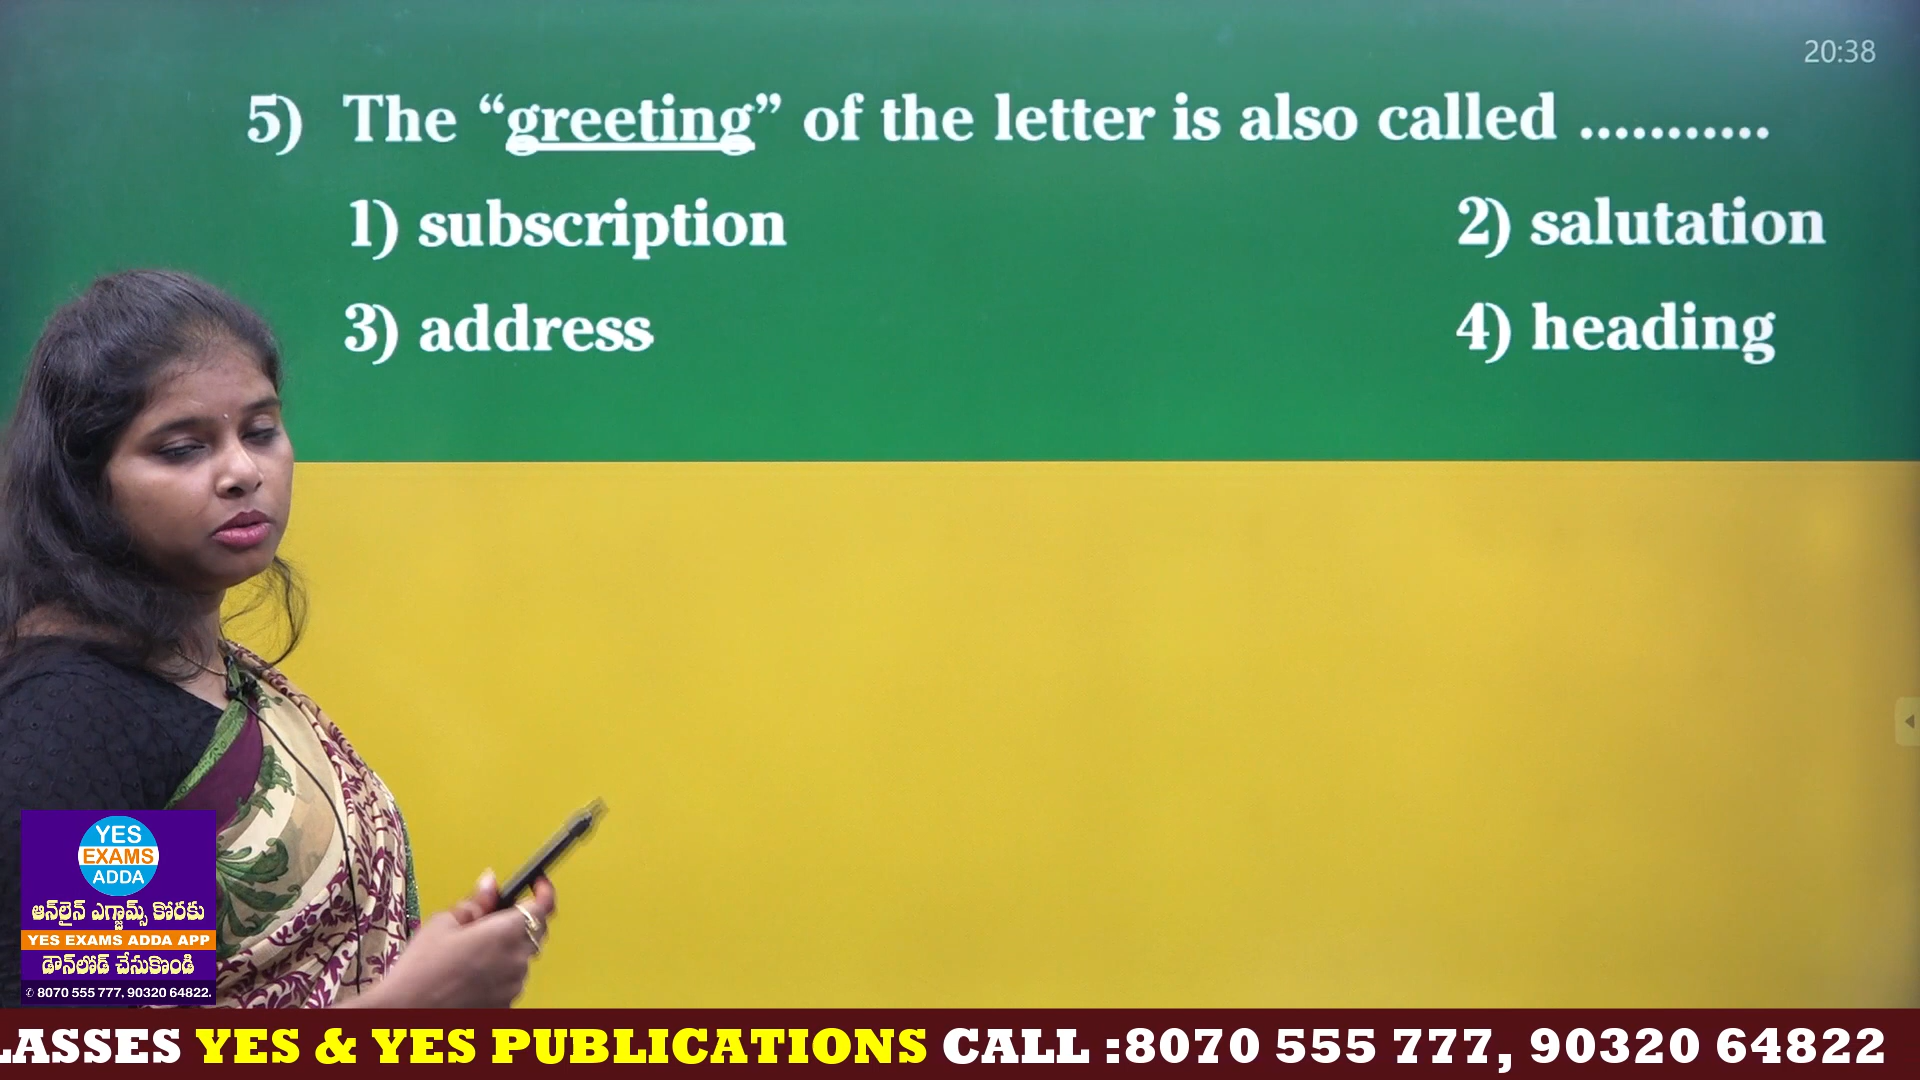 20:38
5) The “greeting” of the letter is also called ...........
1) subscription
2) salutation
3) address
4) heading
YES
EXAMS
ADDA
ఆన్‌లైన్ ఎగ్జామ్స్ కొరకు
YES EXAMS ADDA APP
డౌన్‌లోడ్ చేసుకొండి
✆ 8070 555 777, 90320 64822.
LASSES YES & YES PUBLICATIONS CALL :8070 555 777, 90320 64822